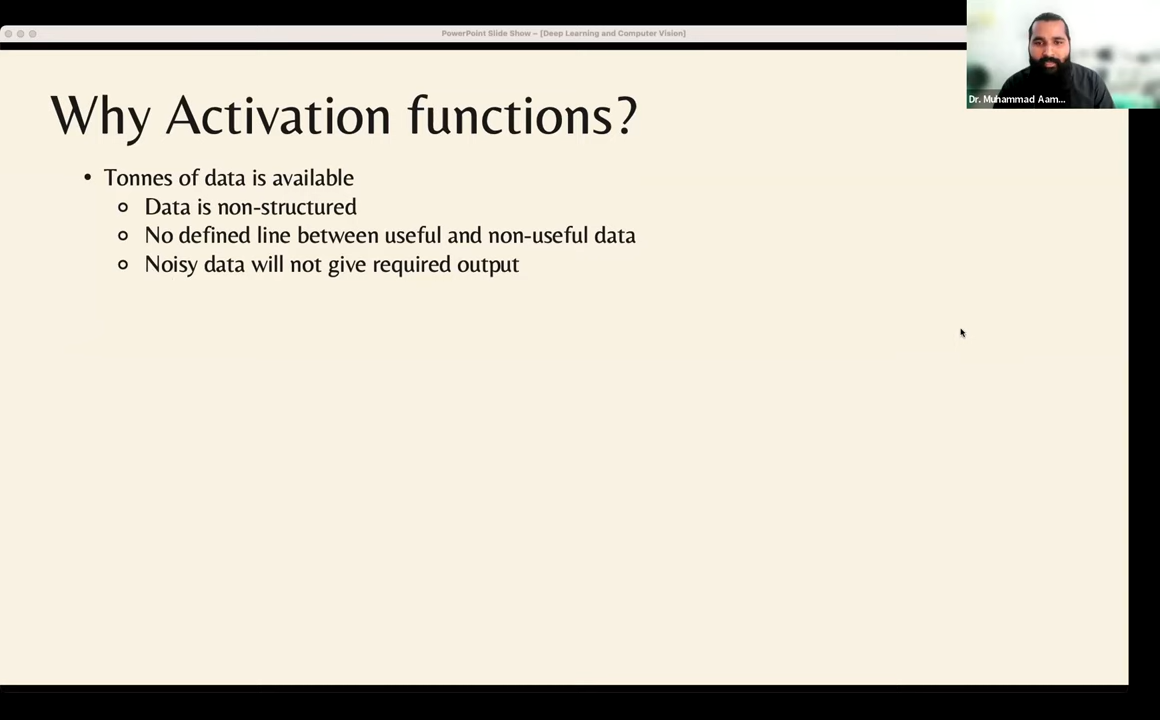 PowerPoint Slide Show – [Deep Learning and Computer Vision]
Dr. Muhammad Aam...
Why Activation functions?
• Tonnes of data is available
Data is non-structured
No defined line between useful and non-useful data
Noisy data will not give required output